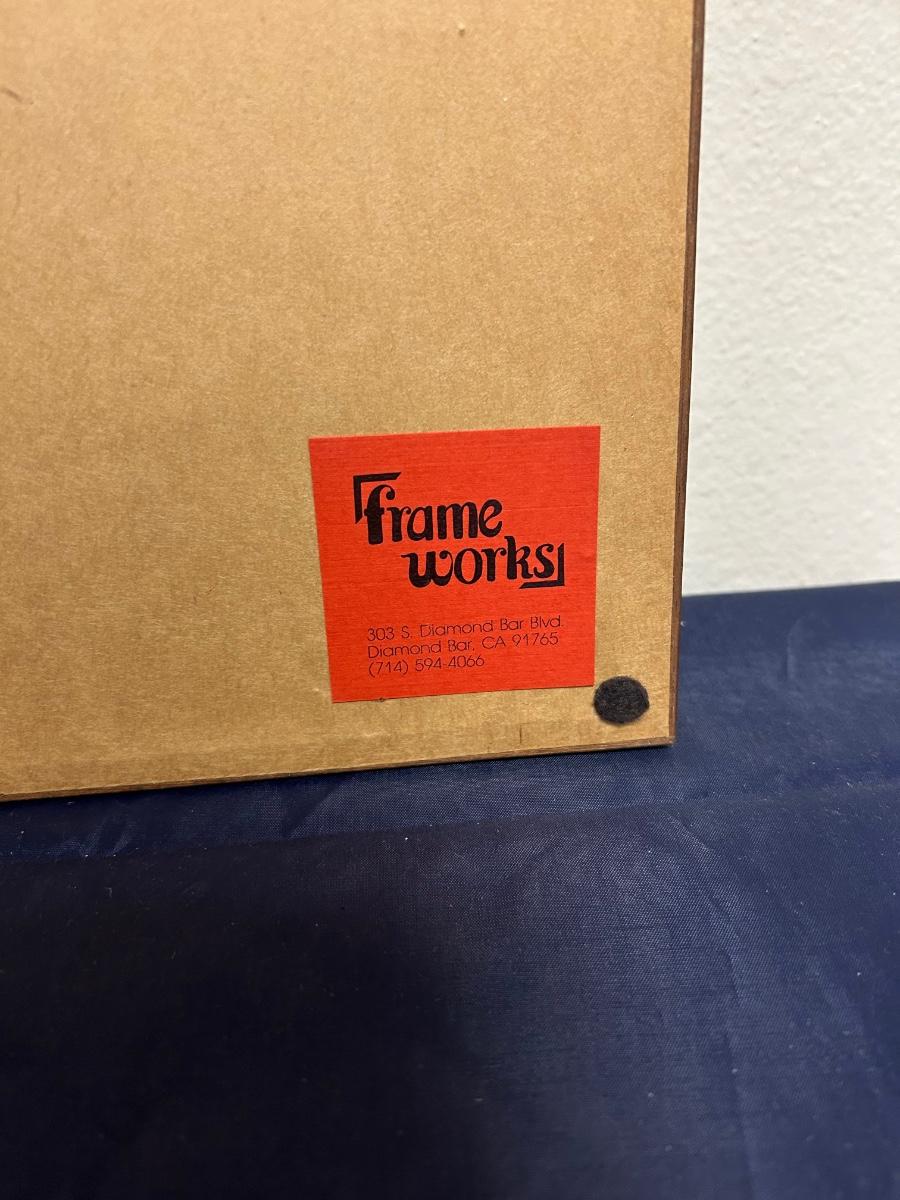 frame
works
303 S. Diamond Bar Blvd.
Diamond Bar, CA 91765
(714) 594-4066